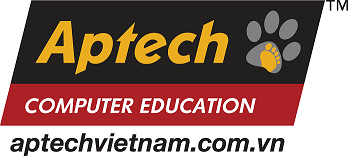 Aptech
TM
COMPUTER EDUCATION
aptechvietnam.com.vn